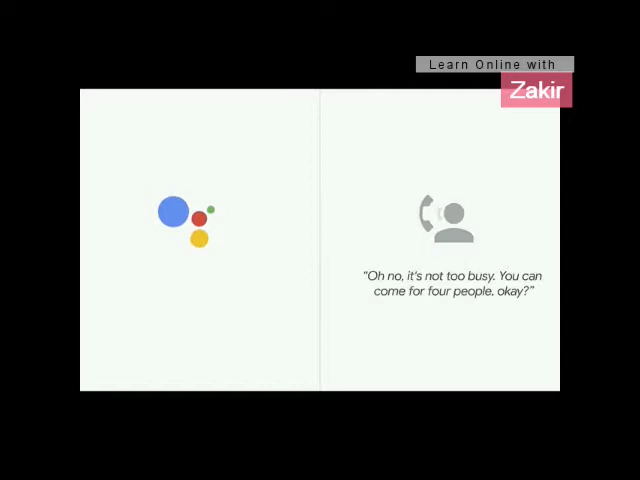 Learn Online with
Zakir
“Oh no, it's not too busy. You can
come for four people, okay?”